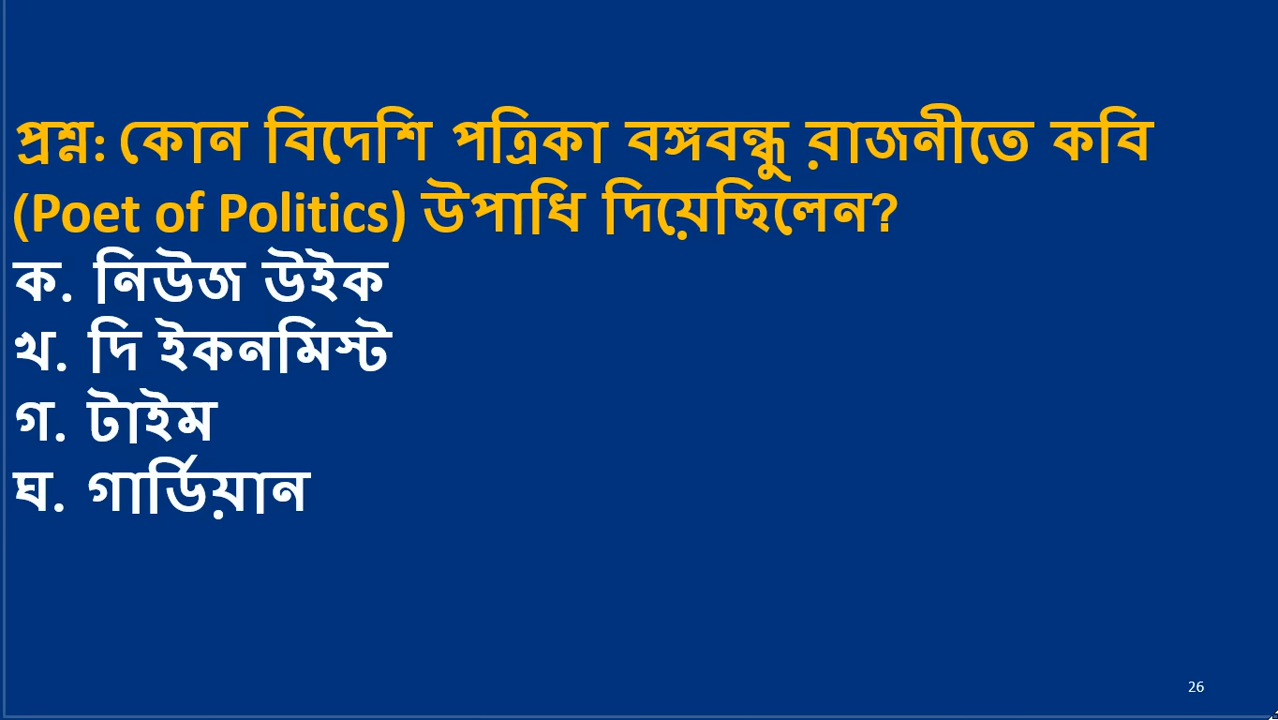 প্রশ্ন: কোন বিদেশি পত্রিকা বঙ্গবন্ধু রাজনীতে কবি
(Poet of Politics) উপাধি দিয়েছিলেন?
ক. নিউজ উইক
খ. দি ইকনমিস্ট
গ. টাইম
ঘ. গার্ডিয়ান
26